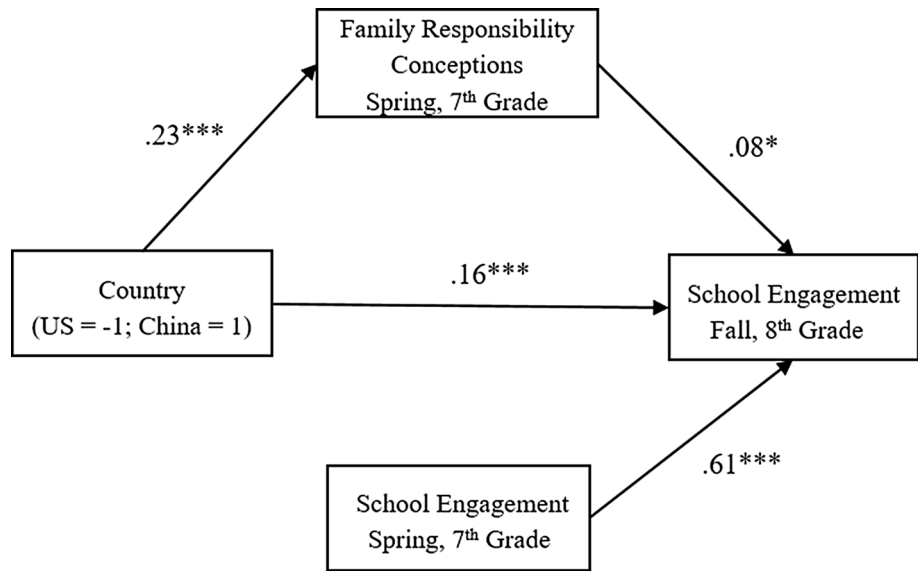 Family Responsibility
Conceptions
Spring, 7th Grade
.23***
.08*
Country
(US = -1; China = 1)
.16***
School Engagement
Fall, 8th Grade
.61***
School Engagement
Spring, 7th Grade